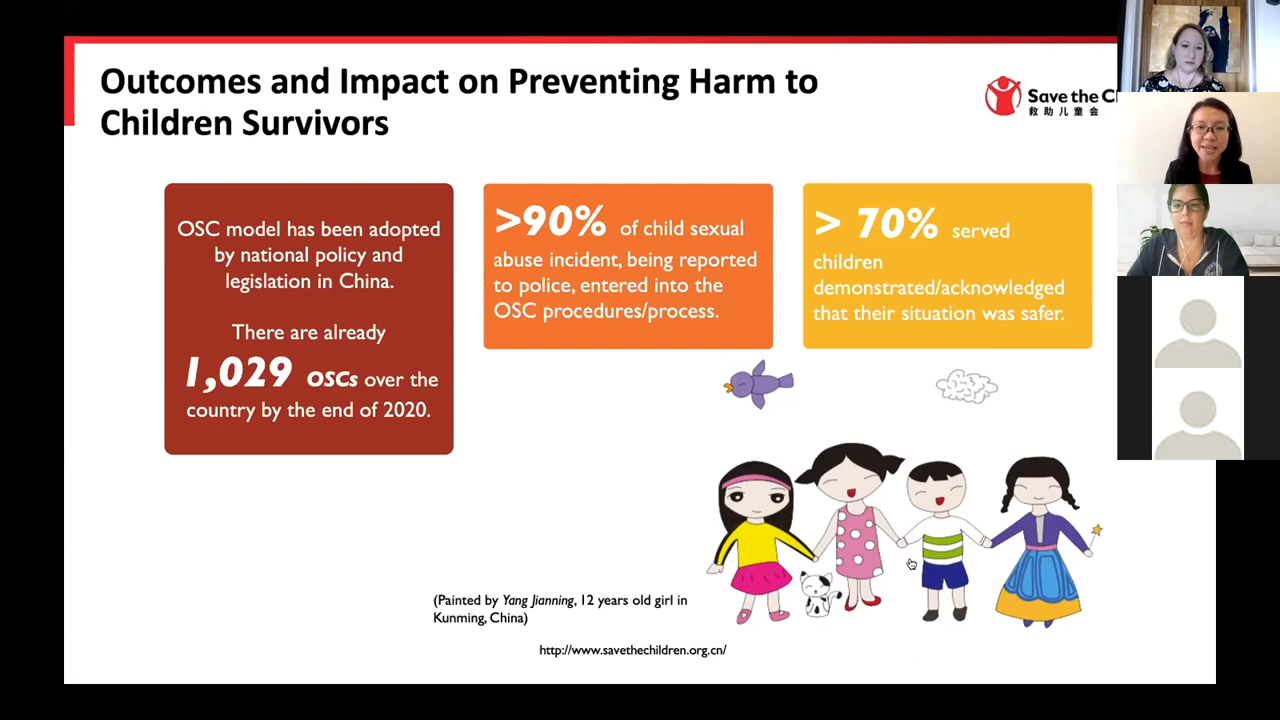 Outcomes and Impact on Preventing Harm to
Children Survivors
Save the C
救助儿童会
OSC model has been adopted
by national policy and
legislation in China.
There are already
1,029 OSCs over the
country by the end of 2020.
>90% of child sexual
abuse incident, being reported
to police, entered into the
OSC procedures/process.
> 70% served
children
demonstrated/acknowledged
that their situation was safer.
(Painted by Yang Jianning, 12 years old girl in
Kunming, China)
http://www.savethechildren.org.cn/